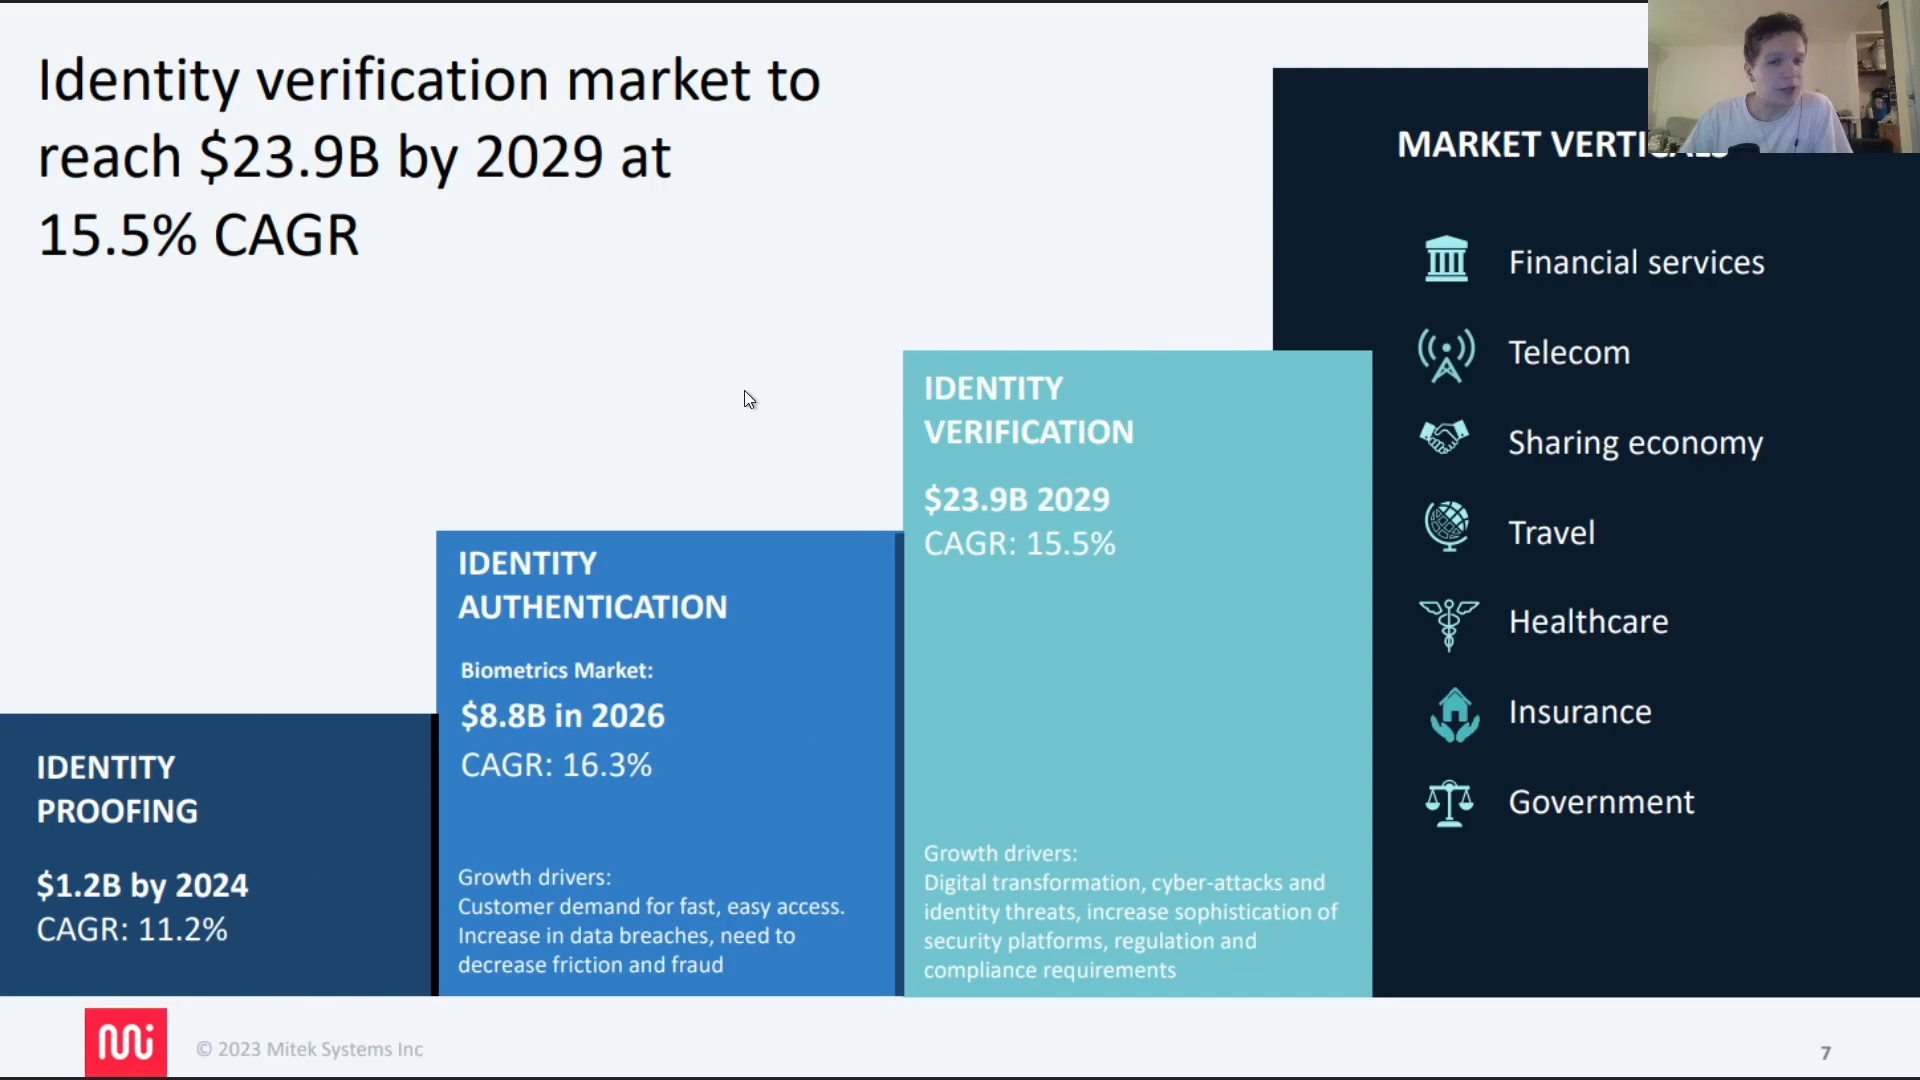 Identity verification market to
reach $23.9B by 2029 at
15.5% CAGR
MARKET VERTICALS
Financial services
Telecom
Sharing economy
Travel
Healthcare
Insurance
Government
IDENTITY
VERIFICATION
$23.9B 2029
CAGR: 15.5%
Growth drivers:
Digital transformation, cyber-attacks and
identity threats, increase sophistication of
security platforms, regulation and
compliance requirements
IDENTITY
AUTHENTICATION
Biometrics Market:
$8.8B in 2026
CAGR: 16.3%
Growth drivers:
Customer demand for fast, easy access.
Increase in data breaches, need to
decrease friction and fraud
IDENTITY
PROOFING
$1.2B by 2024
CAGR: 11.2%
© 2023 Mitek Systems Inc
7